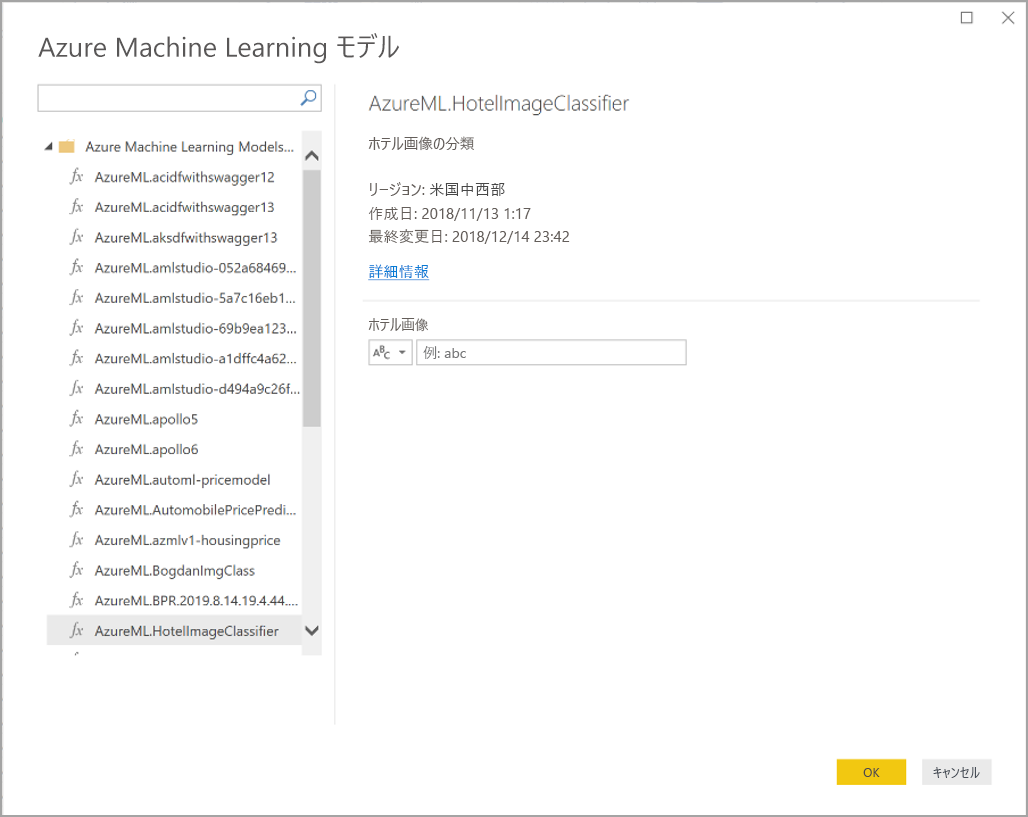 Azure Machine Learning モデル
Azure Machine Learning Models...
fx AzureML.acidfwithswagger12
fx AzureML.acidfwithswagger13
fx AzureML.aksdfwithswagger13
fx AzureML.amlstudio-052a68469...
fx AzureML.amlstudio-5a7c16eb1...
fx AzureML.amlstudio-69b9ea123...
fx AzureML.amlstudio-a1dffc4a62...
fx AzureML.amlstudio-d494a9c26f...
fx AzureML.apollo5
fx AzureML.apollo6
fx AzureML.automl-pricemodel
fx AzureML.AutomobilePricePredi...
fx AzureML.azmlv1-housingprice
fx AzureML.BogdanImgClass
fx AzureML.BPR.2019.8.14.19.4.44....
fx AzureML.HotelImageClassifier
AzureML.HotelImageClassifier
ホテル画像の分類
リージョン: 米国中西部
作成日: 2018/11/13 1:17
最終変更日: 2018/12/14 23:42
詳細情報
ホテル画像
ABC 例: abc
OK キャンセル